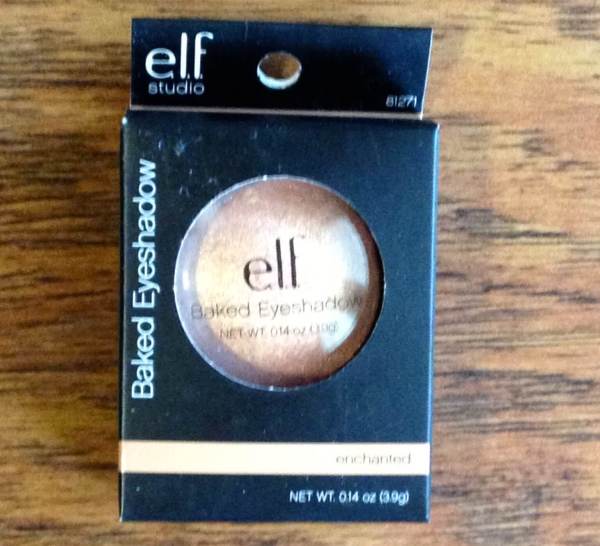 e.l.f.
studio
81271
Baked Eyeshadow
elf
Baked Eyeshadow
NET WT. 0.14 oz (3.9g)
enchanted
NET WT. 0.14 oz (3.9g)